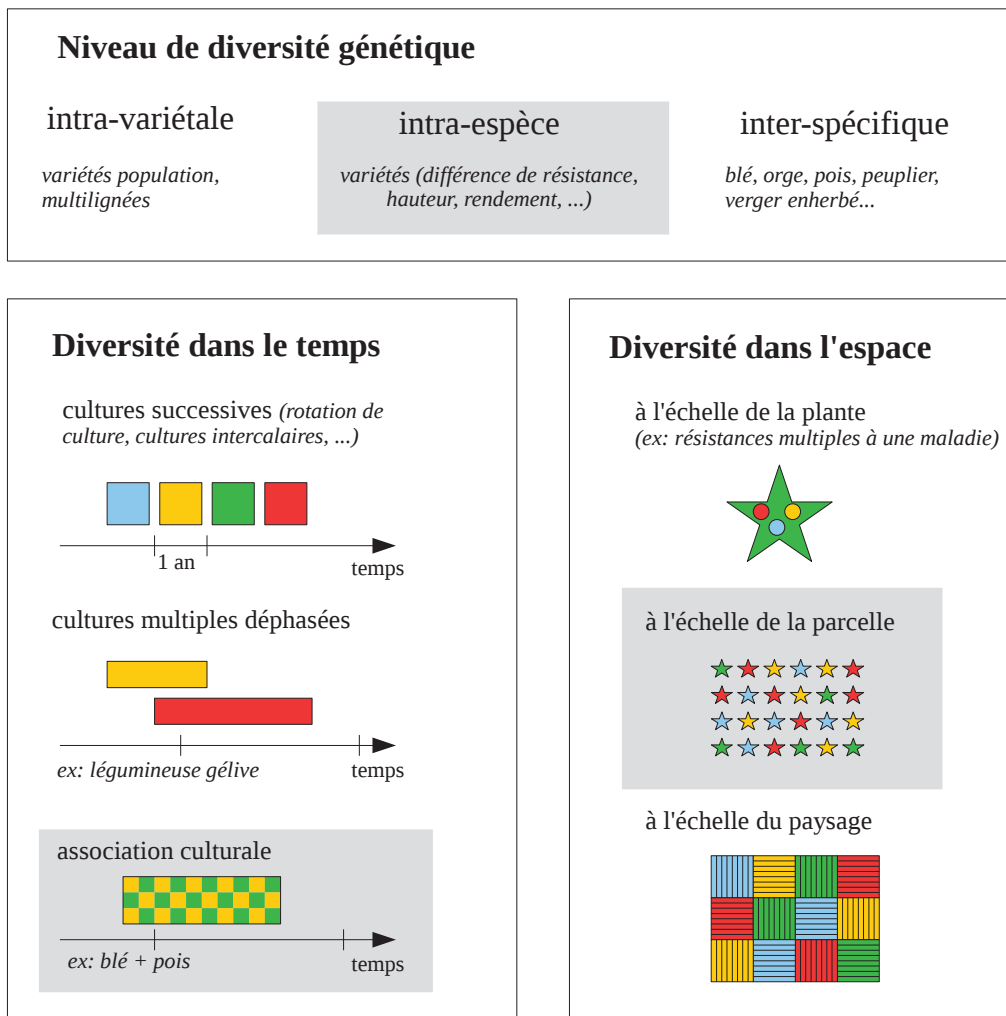 Niveau de diversité génétique
intra-variétale
variétés population,
multilignées
intra-espèce
variétés (différence de résistance,
hauteur, rendement, ...)
inter-spécifique
blé, orge, pois, peuplier,
verger enherbé...
Diversité dans le temps
cultures successives (rotation de
culture, cultures intercalaires, ...)
1 an
temps
cultures multiples déphasées
ex: légumineuse gélive
temps
association culturale
ex: blé + pois
temps
Diversité dans l'espace
à l'échelle de la plante
(ex: résistances multiples à une maladie)
à l'échelle de la parcelle
à l'échelle du paysage